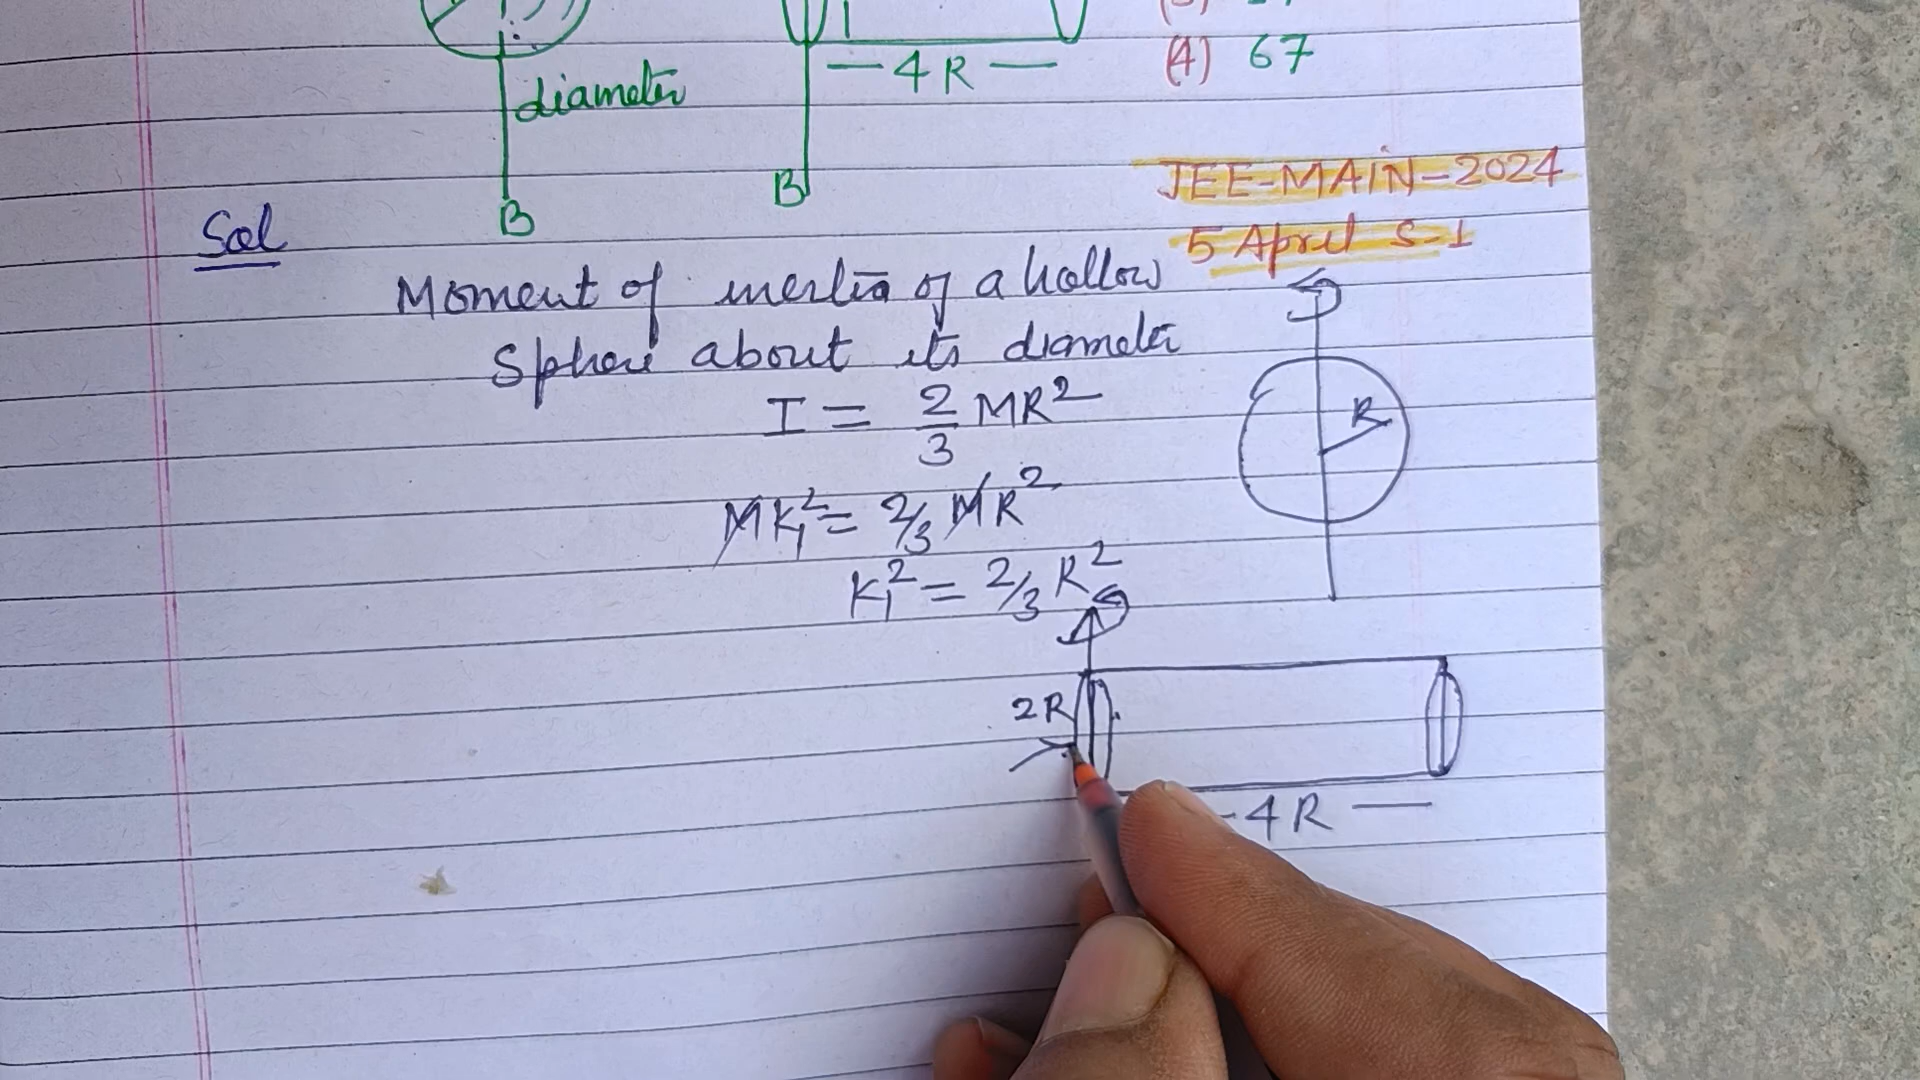 (4) 67
— 4 R —
diameter
B
B
JEE-MAIN-2024
5 April S-1
Sol
Moment of inertia of a hollow
Sphere about its diameter
I = 2/3 MR²
R
MK₁² = 2/3 MR²
K₁² = 2/3 R²
2R
-4R —